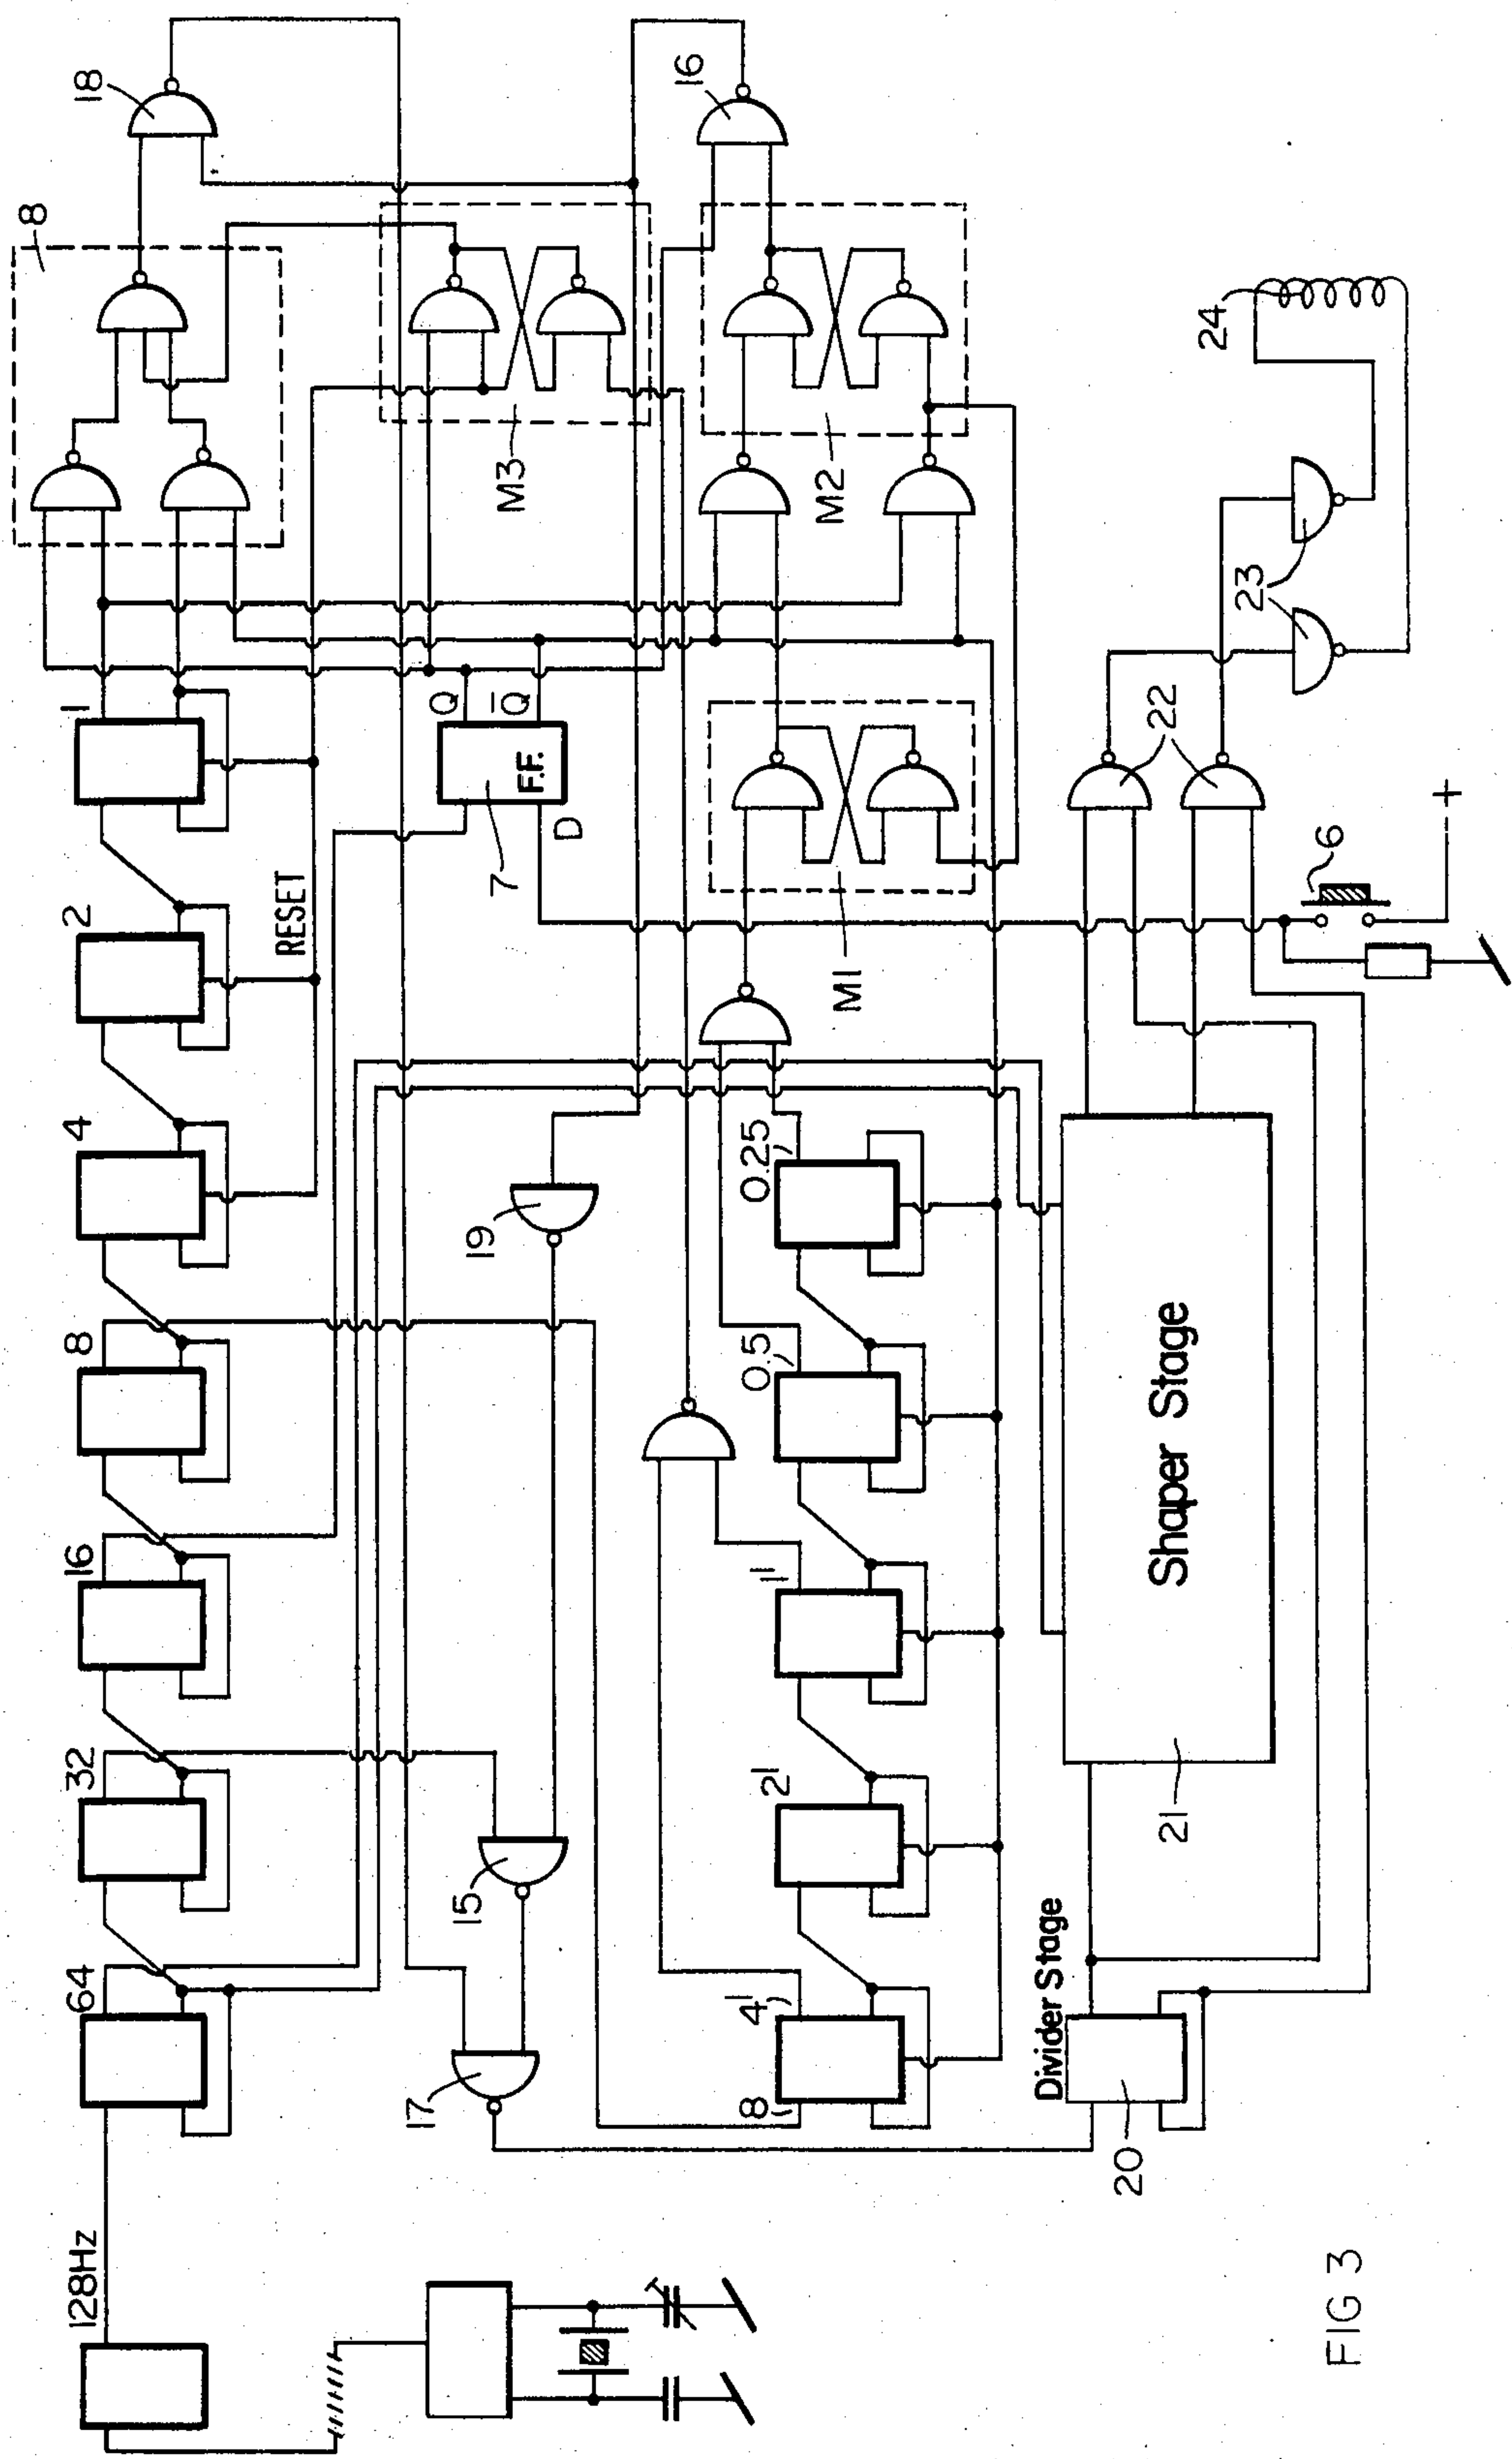 128Hz
64
32
16
8
4
2
1
8
18
RESET
17
15
19
7
F.F.
D
Q
Q̅
M3
16
8
4'
2'
1'
0.5
0.25
M1
M2
Divider Stage
20
21
Shaper Stage
22
23
24
6
+
FIG 3